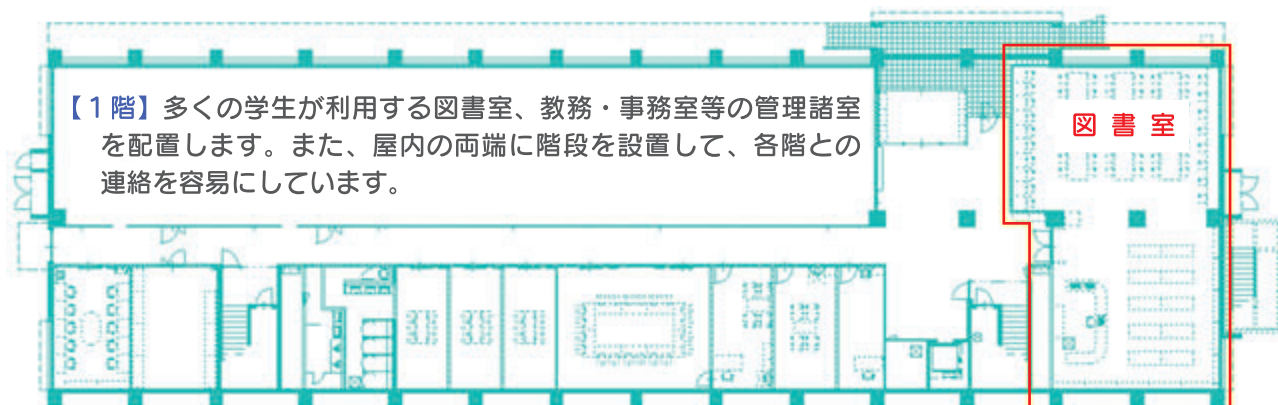 【1階】多くの学生が利用する図書室、教務・事務室等の管理諸室
を配置します。また、屋内の両端に階段を設置して、各階との
連絡を容易にしています。
図書室